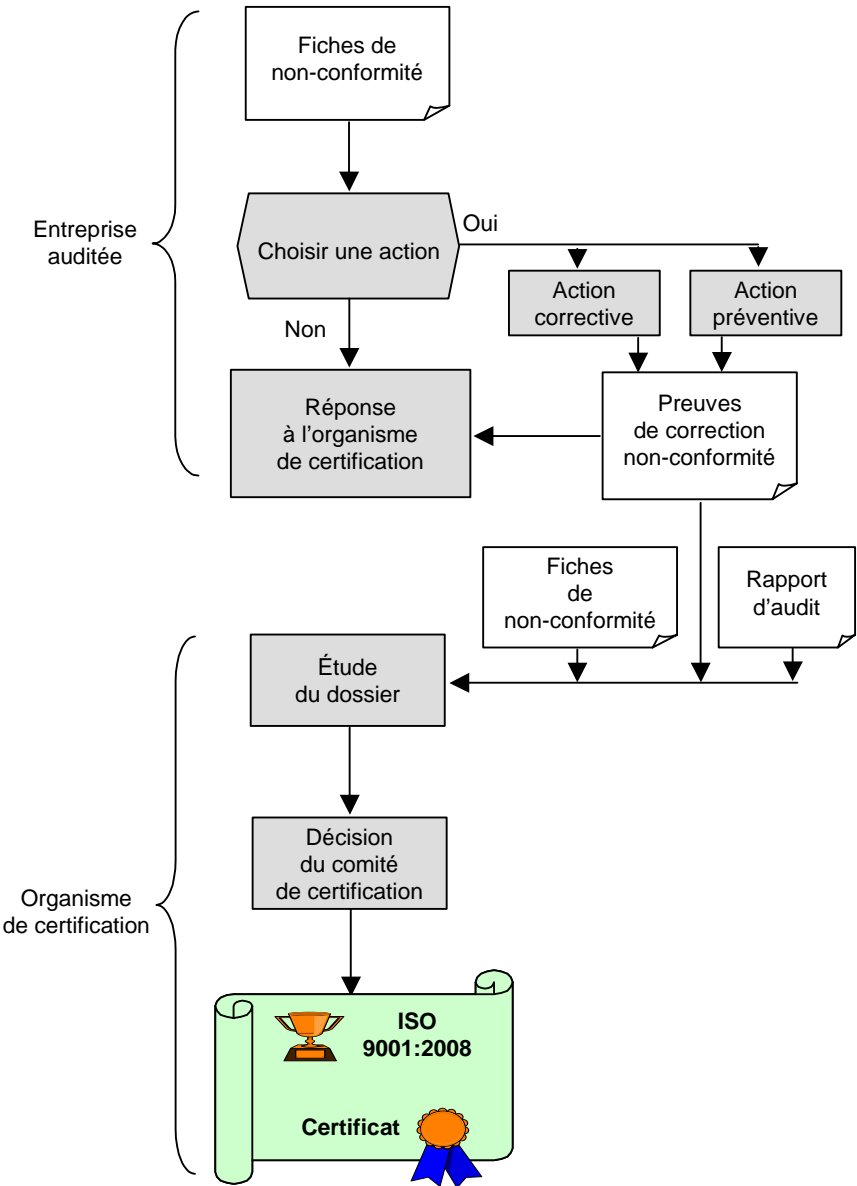 Fiches de
non-conformité
Entreprise
auditée
Choisir une action
Oui
Non
Action
corrective
Action
préventive
Réponse
à l'organisme
de certification
Preuves
de correction
non-conformité
Fiches
de
non-conformité
Rapport
d'audit
Étude
du dossier
Organisme
de certification
Décision
du comité
de certification
ISO
9001:2008
Certificat